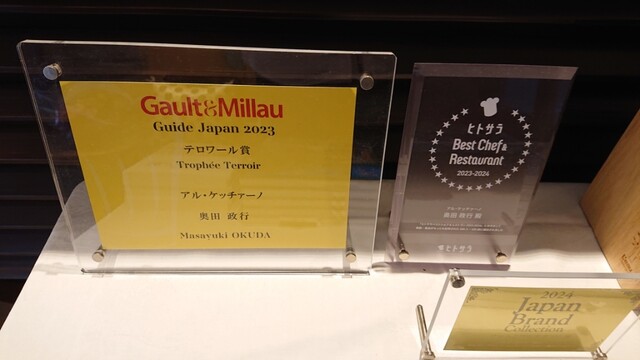 Gault&Millau
Guide Japan 2023
テロワール賞
Trophée Terroir
アル・ケッチァーノ
奥田 政行
Masayuki OKUDA
ヒトサラ
Best Chef &
Restaurant
2023-2024
アル・ケッチァーノ
奥田 政行 殿
ヒトサラ
2024
Japan
Brand
Collection